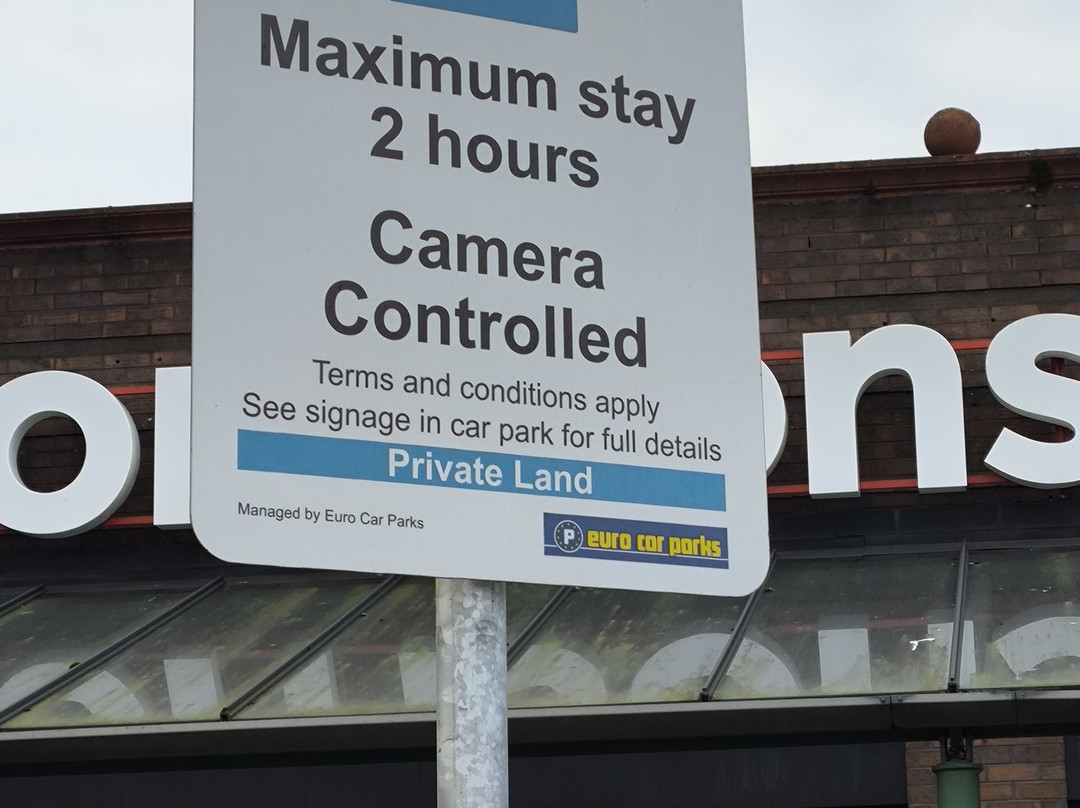 Maximum stay
2 hours
Camera
Controlled
Terms and conditions apply
See signage in car park for full details
Private Land
Managed by Euro Car Parks
P euro car parks